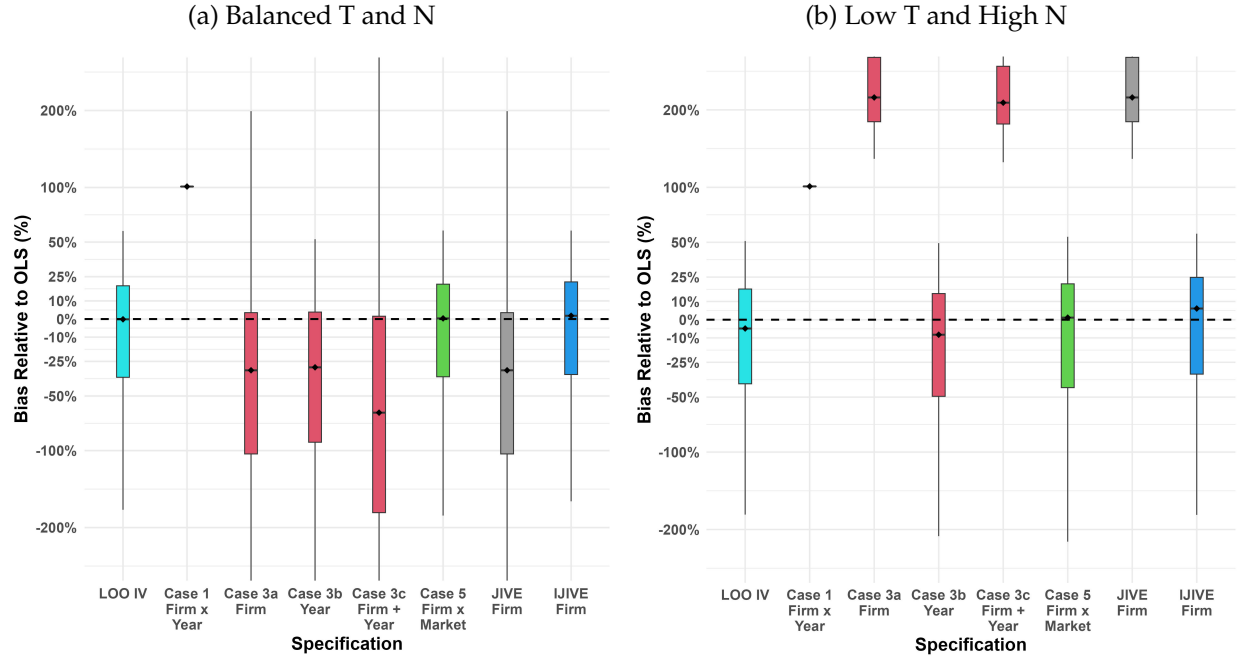 (a) Balanced T and N
Bias Relative to OLS (%)
200%
100%
50%
25%
10%
0%
-10%
-25%
-50%
-100%
-200%
LOO IV
Case 1
Firm x
Year
Case 3a
Firm
Case 3b
Year
Case 3c
Firm +
Year
Case 5
Firm x
Market
JIVE
Firm
IJIVE
Firm
Specification
(b) Low T and High N
Bias Relative to OLS (%)
200%
100%
50%
25%
10%
0%
-10%
-25%
-50%
-100%
-200%
LOO IV
Case 1
Firm x
Year
Case 3a
Firm
Case 3b
Year
Case 3c
Firm +
Year
Case 5
Firm x
Market
JIVE
Firm
IJIVE
Firm
Specification